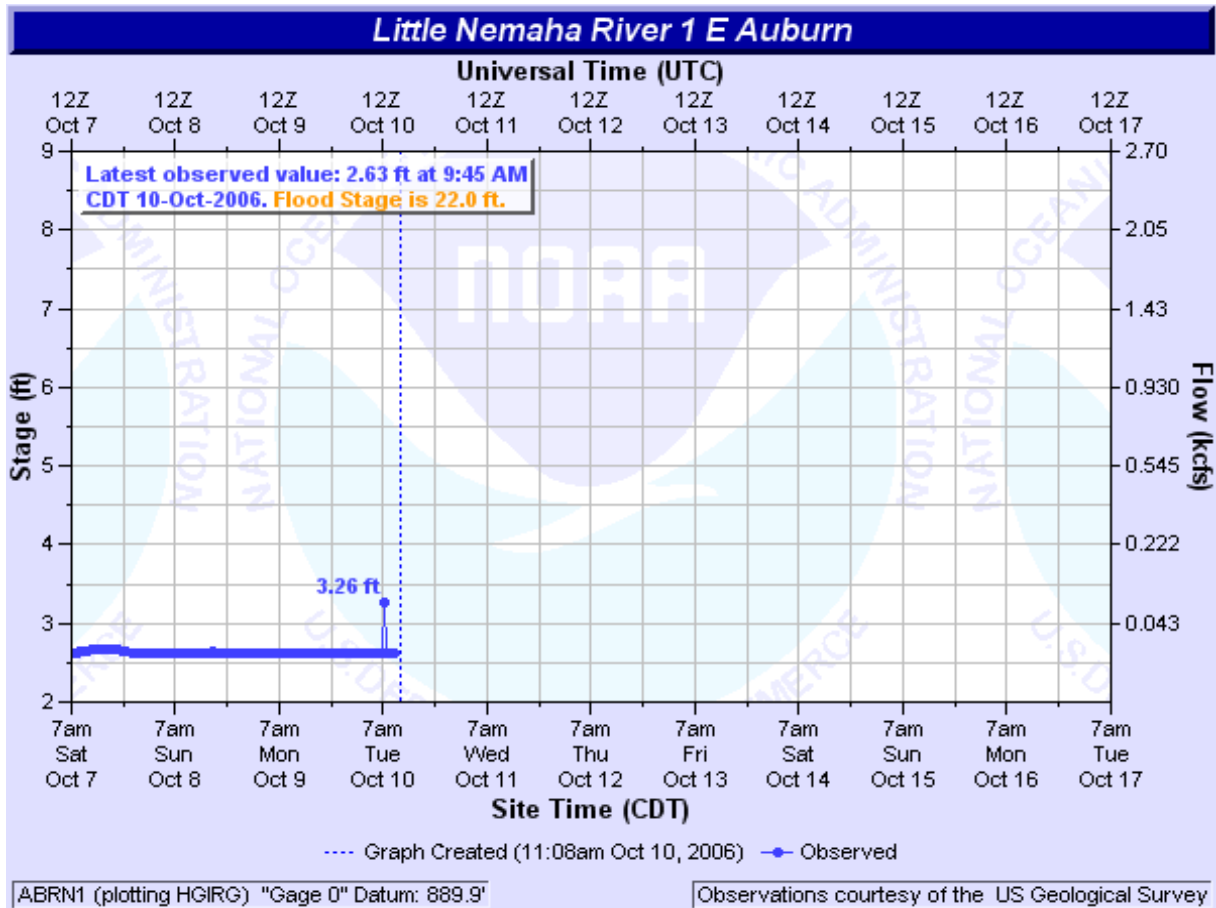 Little Nemaha River 1 E Auburn
Universal Time (UTC)
12Z 12Z 12Z 12Z 12Z 12Z 12Z 12Z 12Z 12Z 12Z
Oct 7 Oct 8 Oct 9 Oct 10 Oct 11 Oct 12 Oct 13 Oct 14 Oct 15 Oct 16 Oct 17
Latest observed value: 2.63 ft at 9:45 AM
CDT 10-Oct-2006. Flood Stage is 22.0 ft.
9 2.70
8 2.05
7 1.43
6 0.930
5 0.545
4 0.222
3 0.043
2
Stage (ft)
Flow (kcfs)
3.26 ft
NOAA
NATIONAL OCEANIC
ADMINISTRATION
NATIONAL OCEANI
MINISTRATION
U.S.DEP
MERCE
U.S.D
7am 7am 7am 7am 7am 7am 7am 7am 7am 7am 7am
Sat Sun Mon Tue Wed Thu Fri Sat Sun Mon Tue
Oct 7 Oct 8 Oct 9 Oct 10 Oct 11 Oct 12 Oct 13 Oct 14 Oct 15 Oct 16 Oct 17
Site Time (CDT)
Graph Created (11:08am Oct 10, 2006) Observed
ABRN1 (plotting HGIRG) "Gage 0" Datum: 889.9'
Observations courtesy of the US Geological Survey